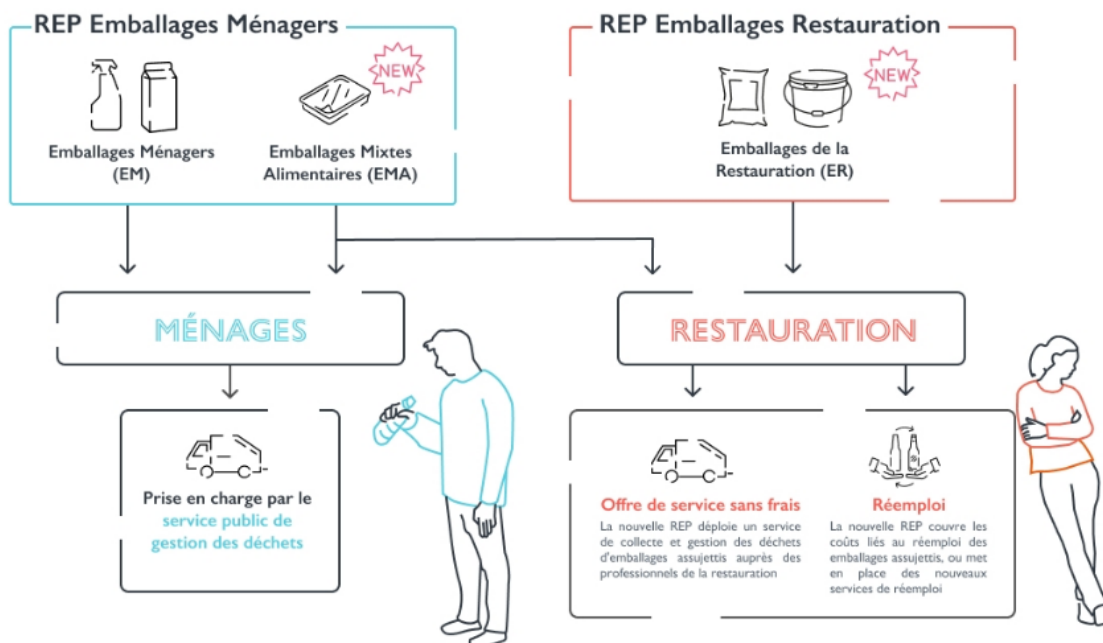 REP Emballages Ménagers
NEW
Emballages Ménagers
(EM)
Emballages Mixtes
Alimentaires (EMA)
REP Emballages Restauration
NEW
Emballages de la
Restauration (ER)
MÉNAGES
RESTAURATION
Prise en charge par le
service public de
gestion des déchets
Offre de service sans frais
La nouvelle REP déploie un service
de collecte et gestion des déchets
d'emballages assujettis auprès des
professionnels de la restauration
Réemploi
La nouvelle REP couvre les
coûts liés au réemploi des
emballages assujettis, ou met
en place des nouveaux
services de réemploi